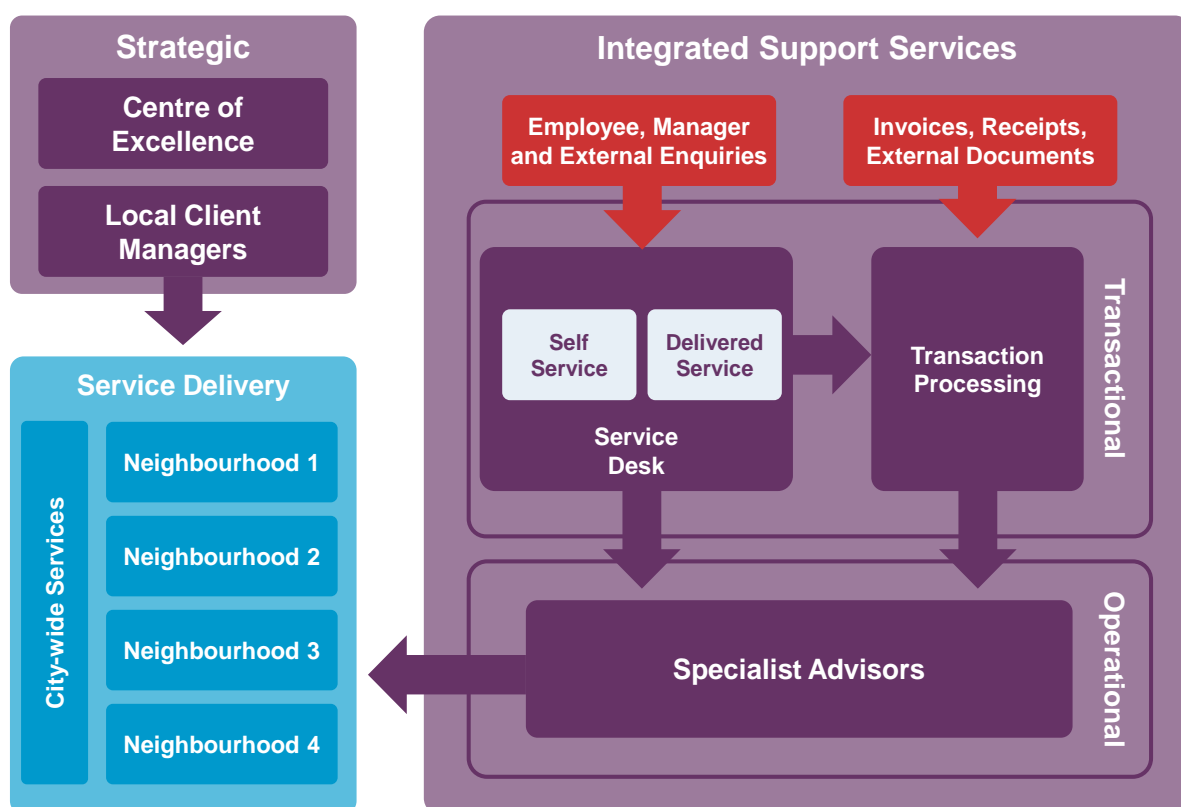 Strategic
Centre of
Excellence
Local Client
Managers
Service Delivery
City-wide Services
Neighbourhood 1
Neighbourhood 2
Neighbourhood 3
Neighbourhood 4
Integrated Support Services
Employee, Manager
and External Enquiries
Invoices, Receipts,
External Documents
Transactional
Self
Service
Delivered
Service
Service
Desk
Transaction
Processing
Operational
Specialist Advisors